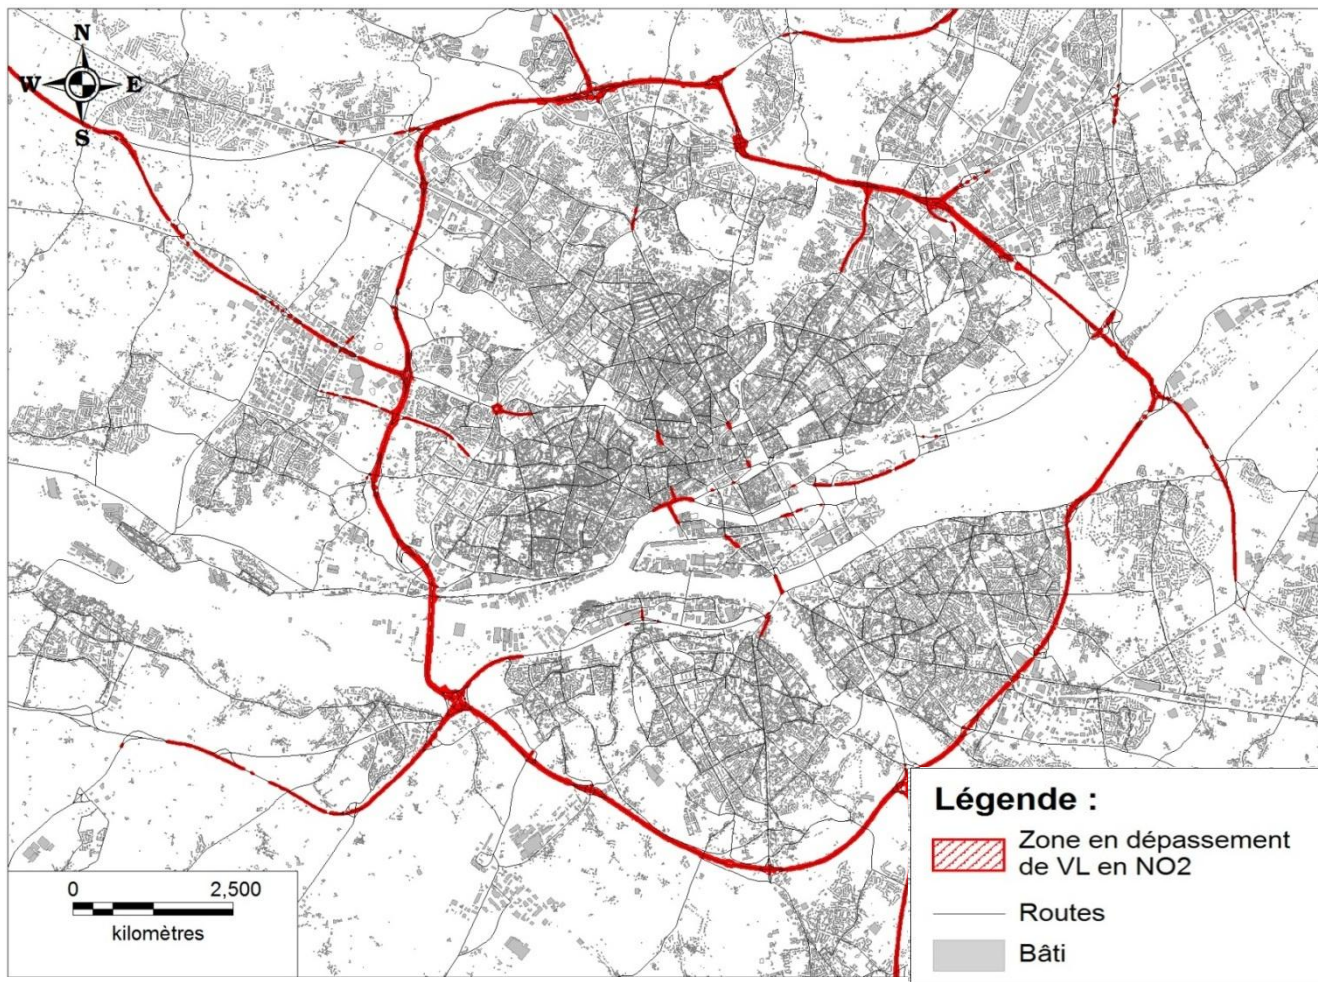 N
W E
S
0 2,500
kilomètres
Légende :
Zone en dépassement
de VL en NO2
Routes
Bâti